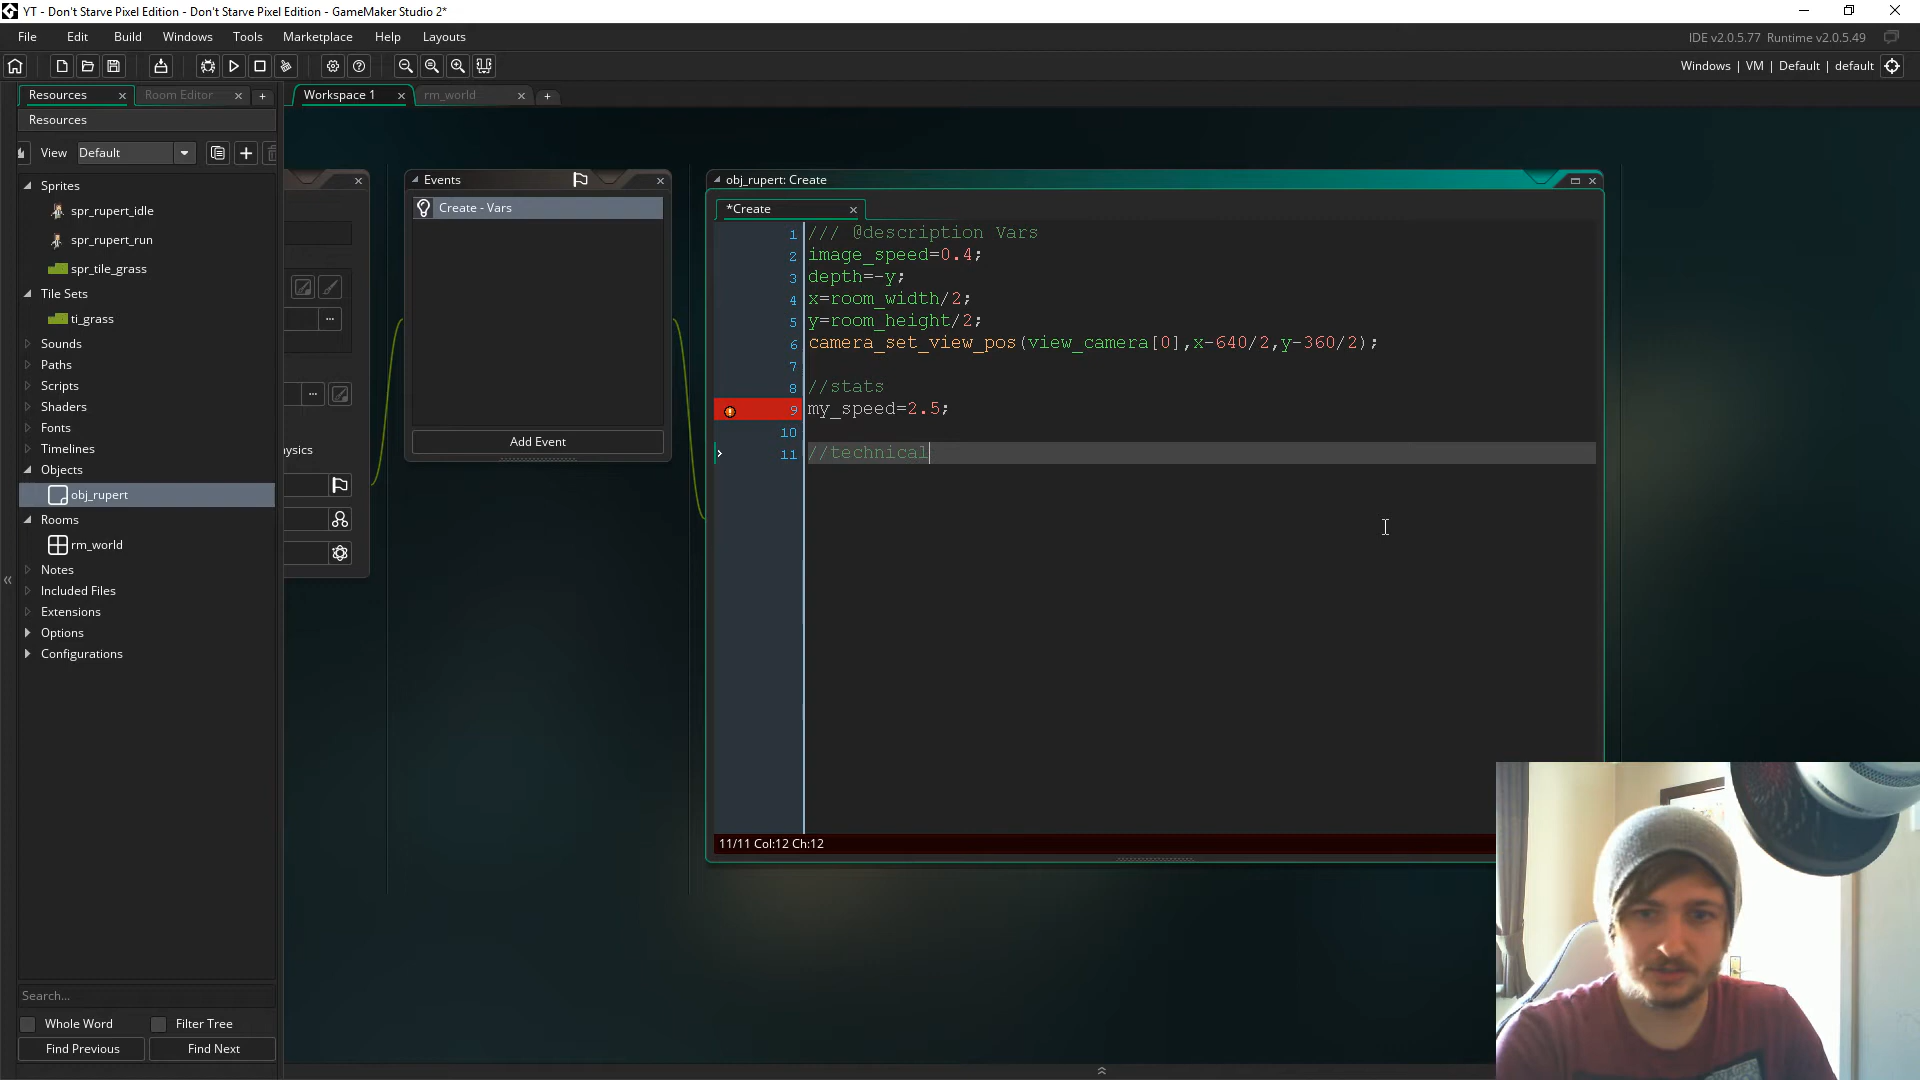 YT - Don't Starve Pixel Edition - Don't Starve Pixel Edition - GameMaker Studio 2*
File Edit Build Windows Tools Marketplace Help Layouts
IDE v2.0.5.77 Runtime v2.0.5.49
Windows | VM | Default | default
Resources
Room Editor
Workspace 1
rm_world
Resources
View Default
Sprites
spr_rupert_idle
spr_rupert_run
spr_tile_grass
Tile Sets
ti_grass
Sounds
Paths
Scripts
Shaders
Fonts
Timelines
Objects
obj_rupert
Rooms
rm_world
Notes
Included Files
Extensions
Options
Configurations
Search...
Whole Word
Filter Tree
Find Previous
Find Next
ysics
Events
Create - Vars
Add Event
obj_rupert: Create
*Create
1 /// @description Vars
2 image_speed=0.4;
3 depth=-y;
4 x=room_width/2;
5 y=room_height/2;
6 camera_set_view_pos(view_camera[0],x-640/2,y-360/2);
7
8 //stats
9 my_speed=2.5;
10
11 //technical
11/11 Col:12 Ch:12